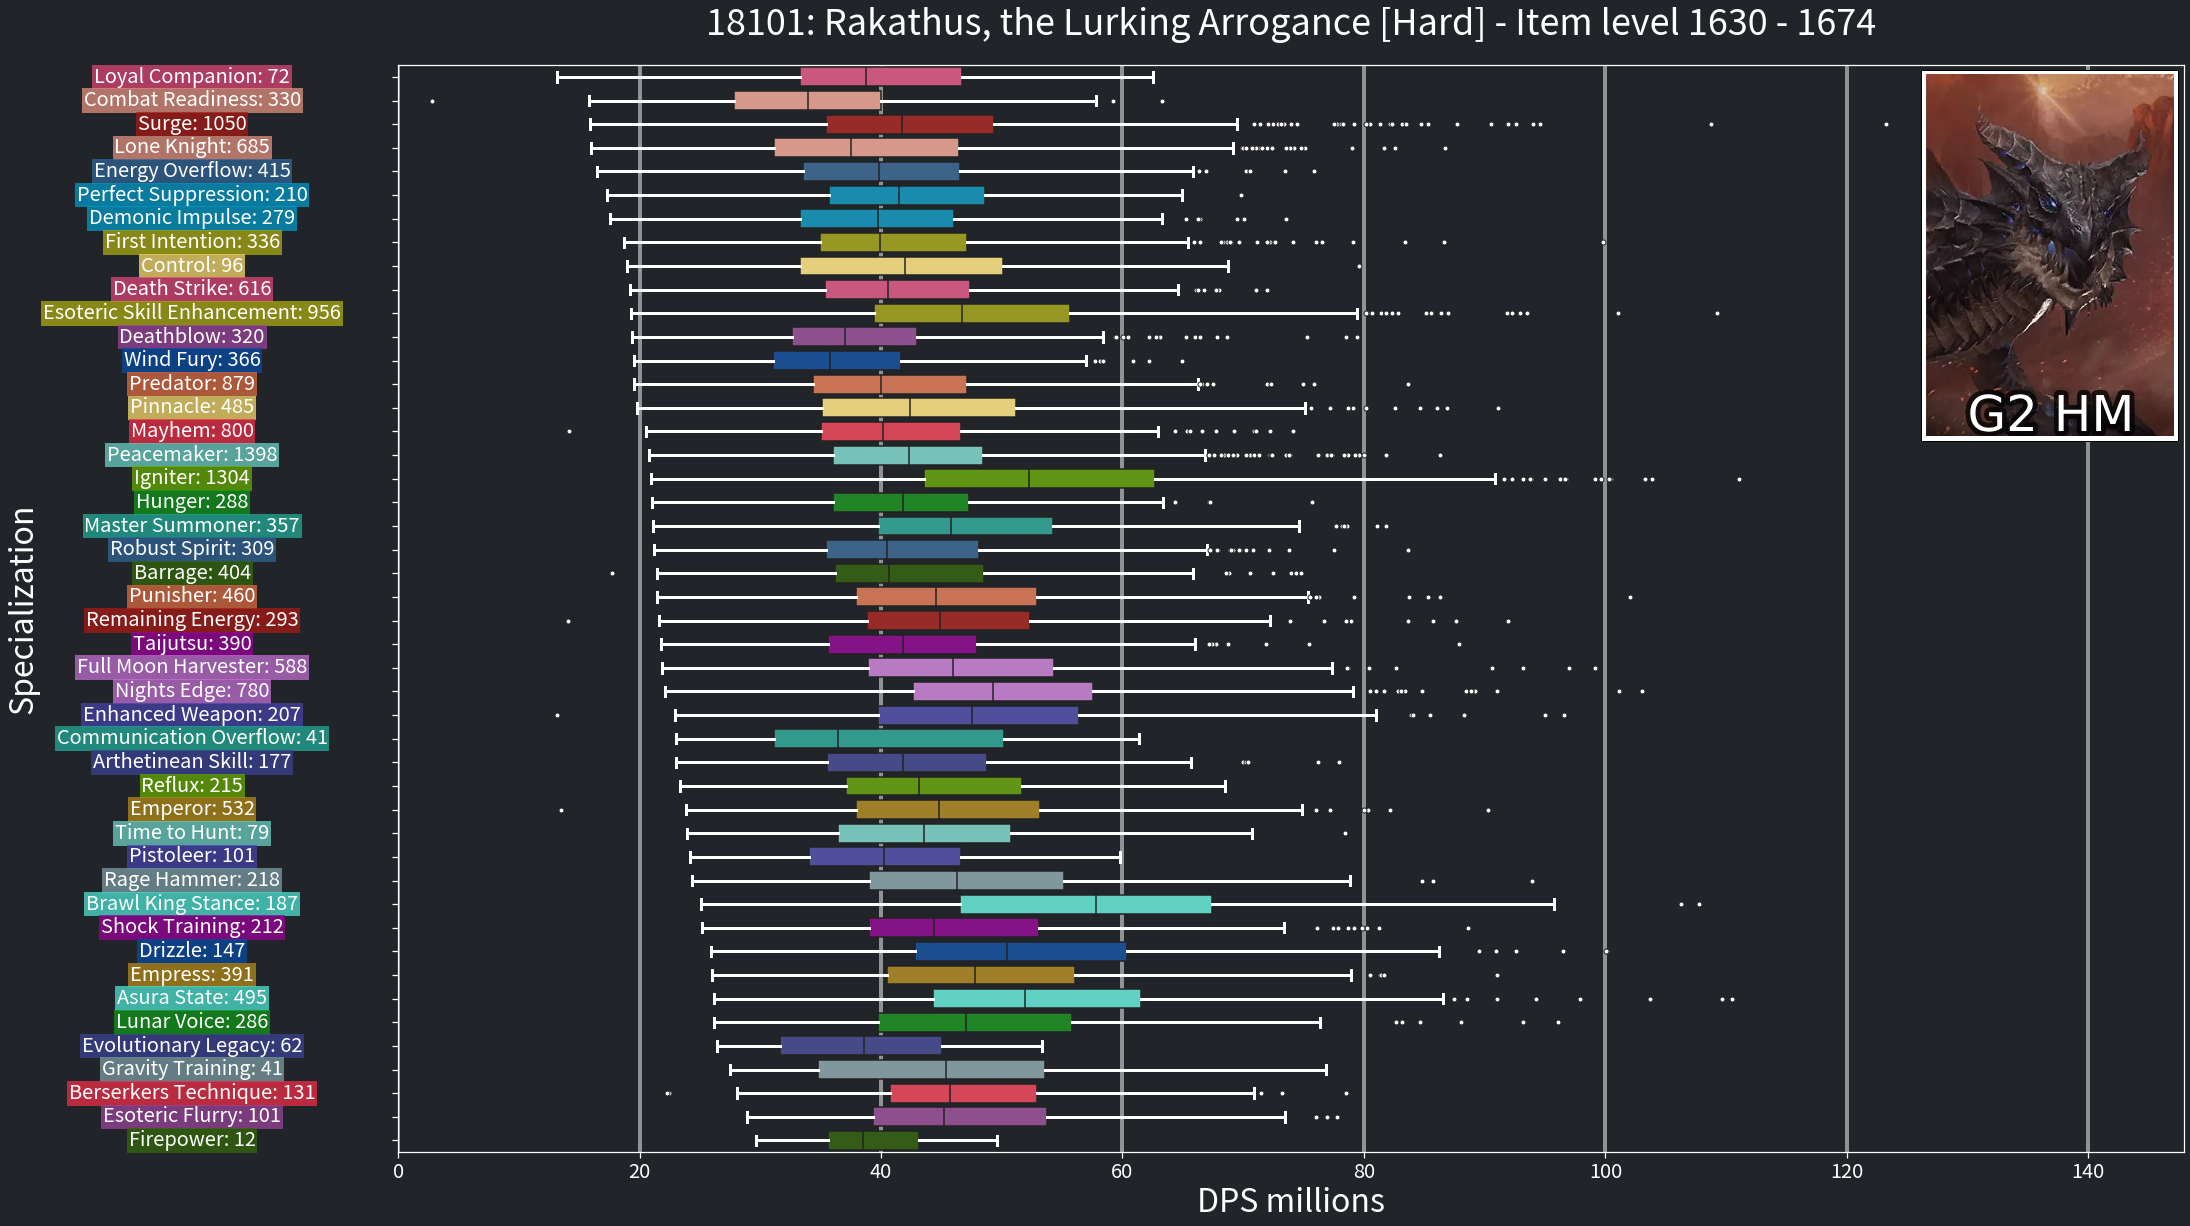 18101: Rakathus, the Lurking Arrogance [Hard] - Item level 1630 - 1674
Loyal Companion: 72
Combat Readiness: 330
Surge: 1050
Lone Knight: 685
Energy Overflow: 415
Perfect Suppression: 210
Demonic Impulse: 279
First Intention: 336
Control: 96
Death Strike: 616
Esoteric Skill Enhancement: 956
Deathblow: 320
Wind Fury: 366
Predator: 879
Pinnacle: 485
Mayhem: 800
Peacemaker: 1398
Igniter: 1304
Hunger: 288
Master Summoner: 357
Robust Spirit: 309
Barrage: 404
Punisher: 460
Remaining Energy: 293
Taijutsu: 390
Full Moon Harvester: 588
Nights Edge: 780
Enhanced Weapon: 207
Communication Overflow: 41
Arthetinean Skill: 177
Reflux: 215
Emperor: 532
Time to Hunt: 79
Pistoleer: 101
Rage Hammer: 218
Brawl King Stance: 187
Shock Training: 212
Drizzle: 147
Empress: 391
Asura State: 495
Lunar Voice: 286
Evolutionary Legacy: 62
Gravity Training: 41
Berserkers Technique: 131
Esoteric Flurry: 101
Firepower: 12
Specialization
G2 HM
0 20 40 60 80 100 120 140
DPS millions